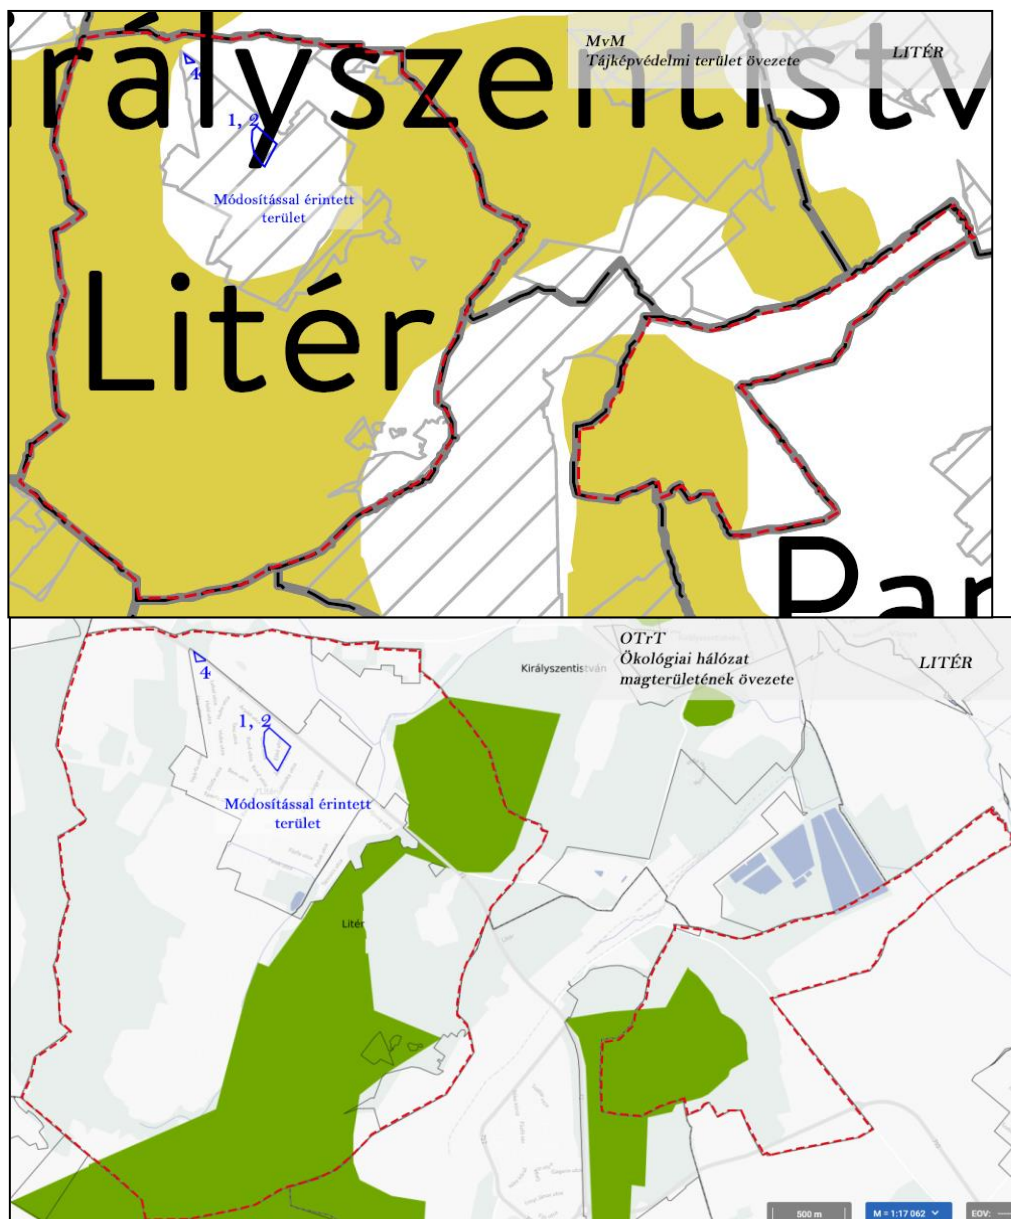 irályszentistv
MvM
Tájképvédelmi terület övezete
LITÉR
4
1, 2
Módosítással érintett
terület
Litér
Par
OTrT
Ökológiai hálózat
magterületének övezete
LITÉR
Királyszentistván
4
1, 2
Módosítással érintett
terület
Litér
500 m
M = 1:17 062
EOV: